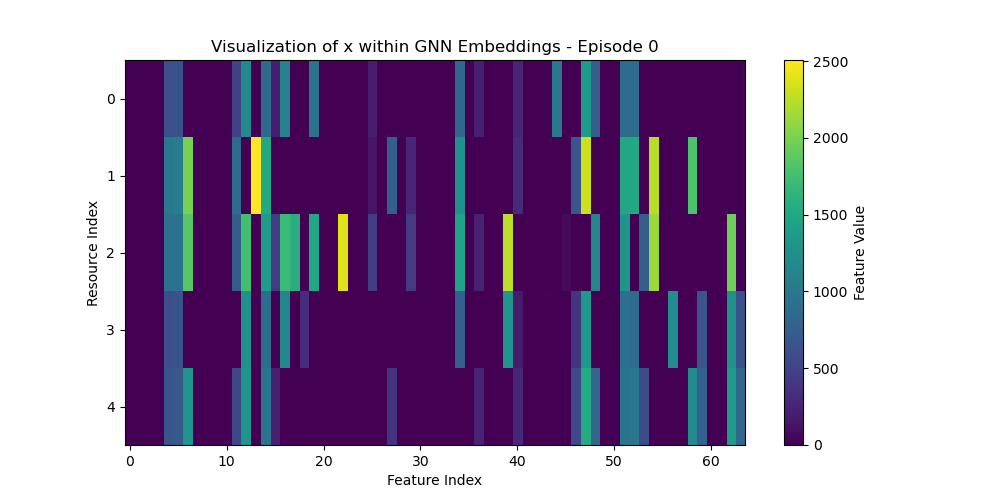 Visualization of x within GNN Embeddings - Episode 0
Resource Index
0
1
2
3
4
0 10 20 30 40 50 60
Feature Index
2500
2000
1500
1000
500
0
Feature Value